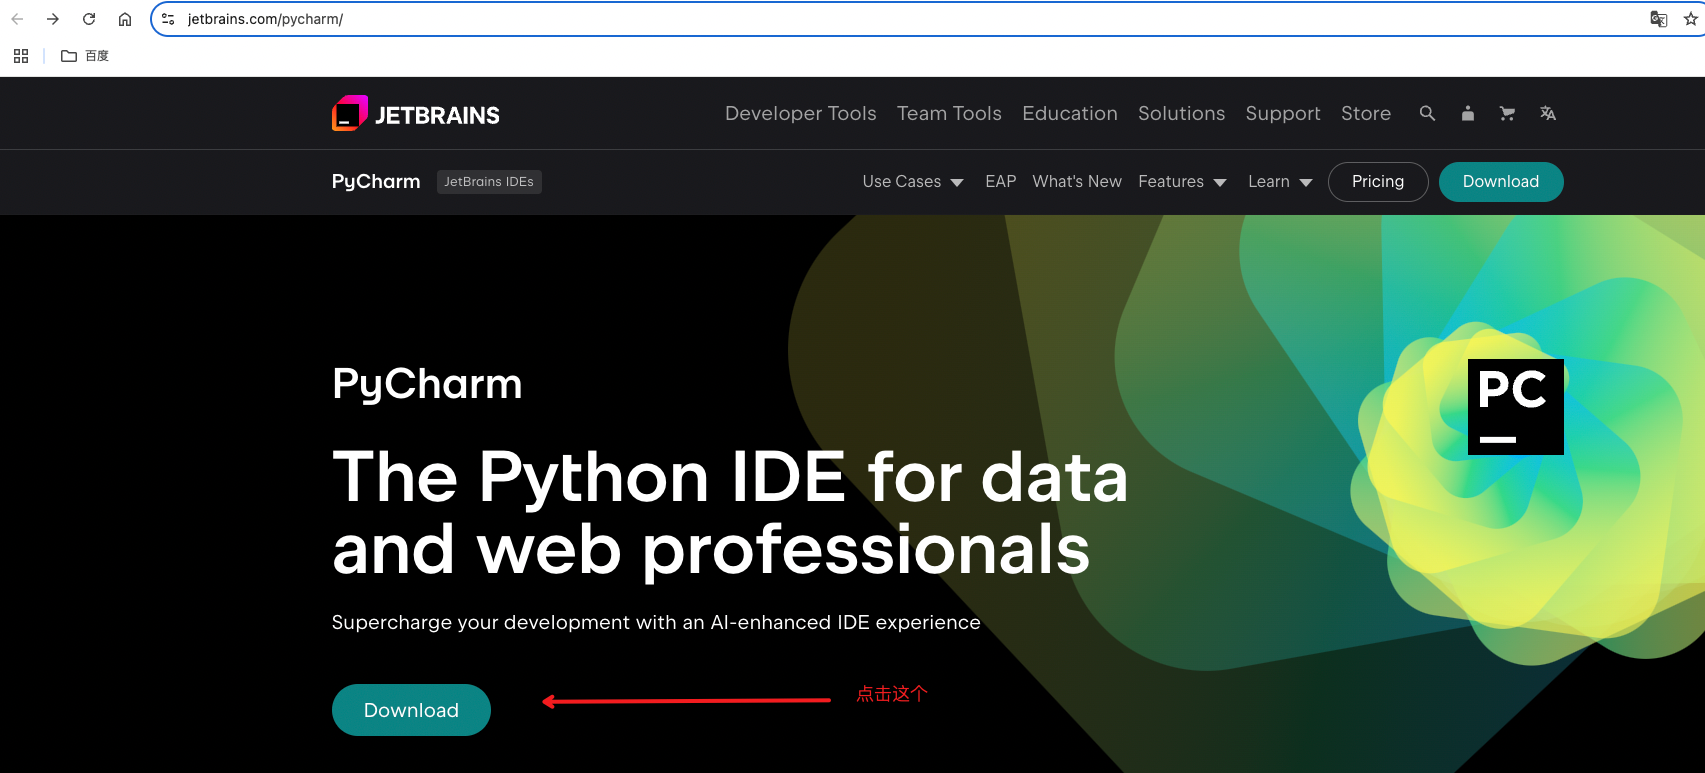 jetbrains.com/pycharm/
百度
JETBRAINS
Developer Tools Team Tools Education Solutions Support Store
PyCharm JetBrains IDEs
Use Cases EAP What's New Features Learn Pricing Download
PyCharm
PC
The Python IDE for data
and web professionals
Supercharge your development with an AI-enhanced IDE experience
Download
点击这个